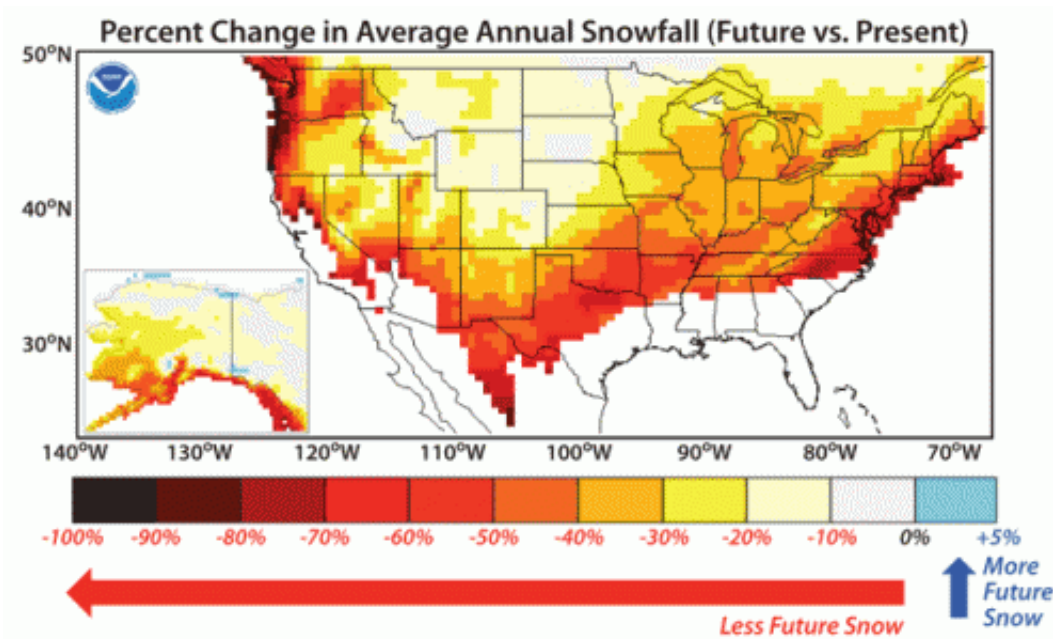 Percent Change in Average Annual Snowfall (Future vs. Present)
50°N
40°N
30°N
140°W 130°W 120°W 110°W 100°W 90°W 80°W 70°W
-100% -90% -80% -70% -60% -50% -40% -30% -20% -10% 0% +5%
Less Future Snow
More
Future
Snow